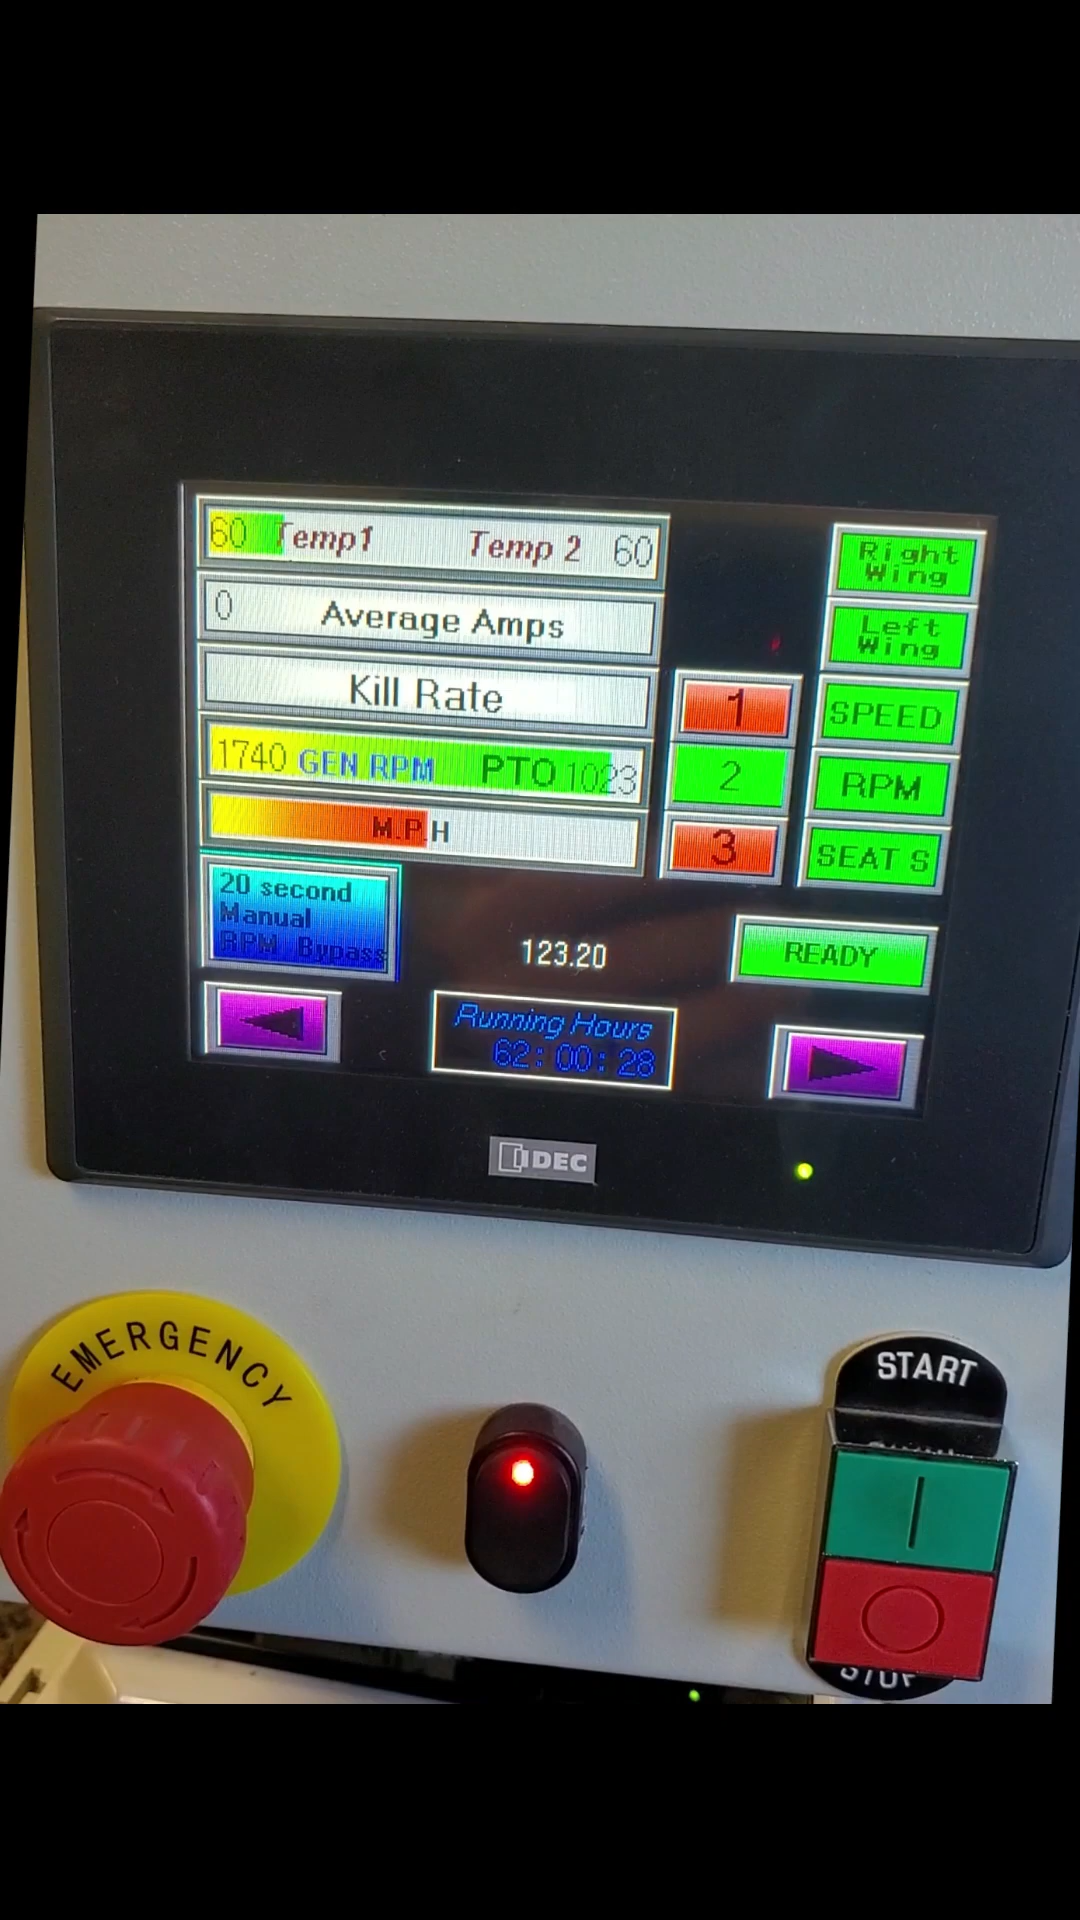 60 Temp1 Temp 2 60
Right
Wing
0 Average Amps
Left
Wing
Kill Rate
1
SPEED
1740 GEN RPM PTO 1023
2
RPM
M.P.H
3
SEAT S
20 second
Manual
RPM Bypass
123.20
READY
Running Hours
62:00:28
IDEC
EMERGENCY
START
STOP